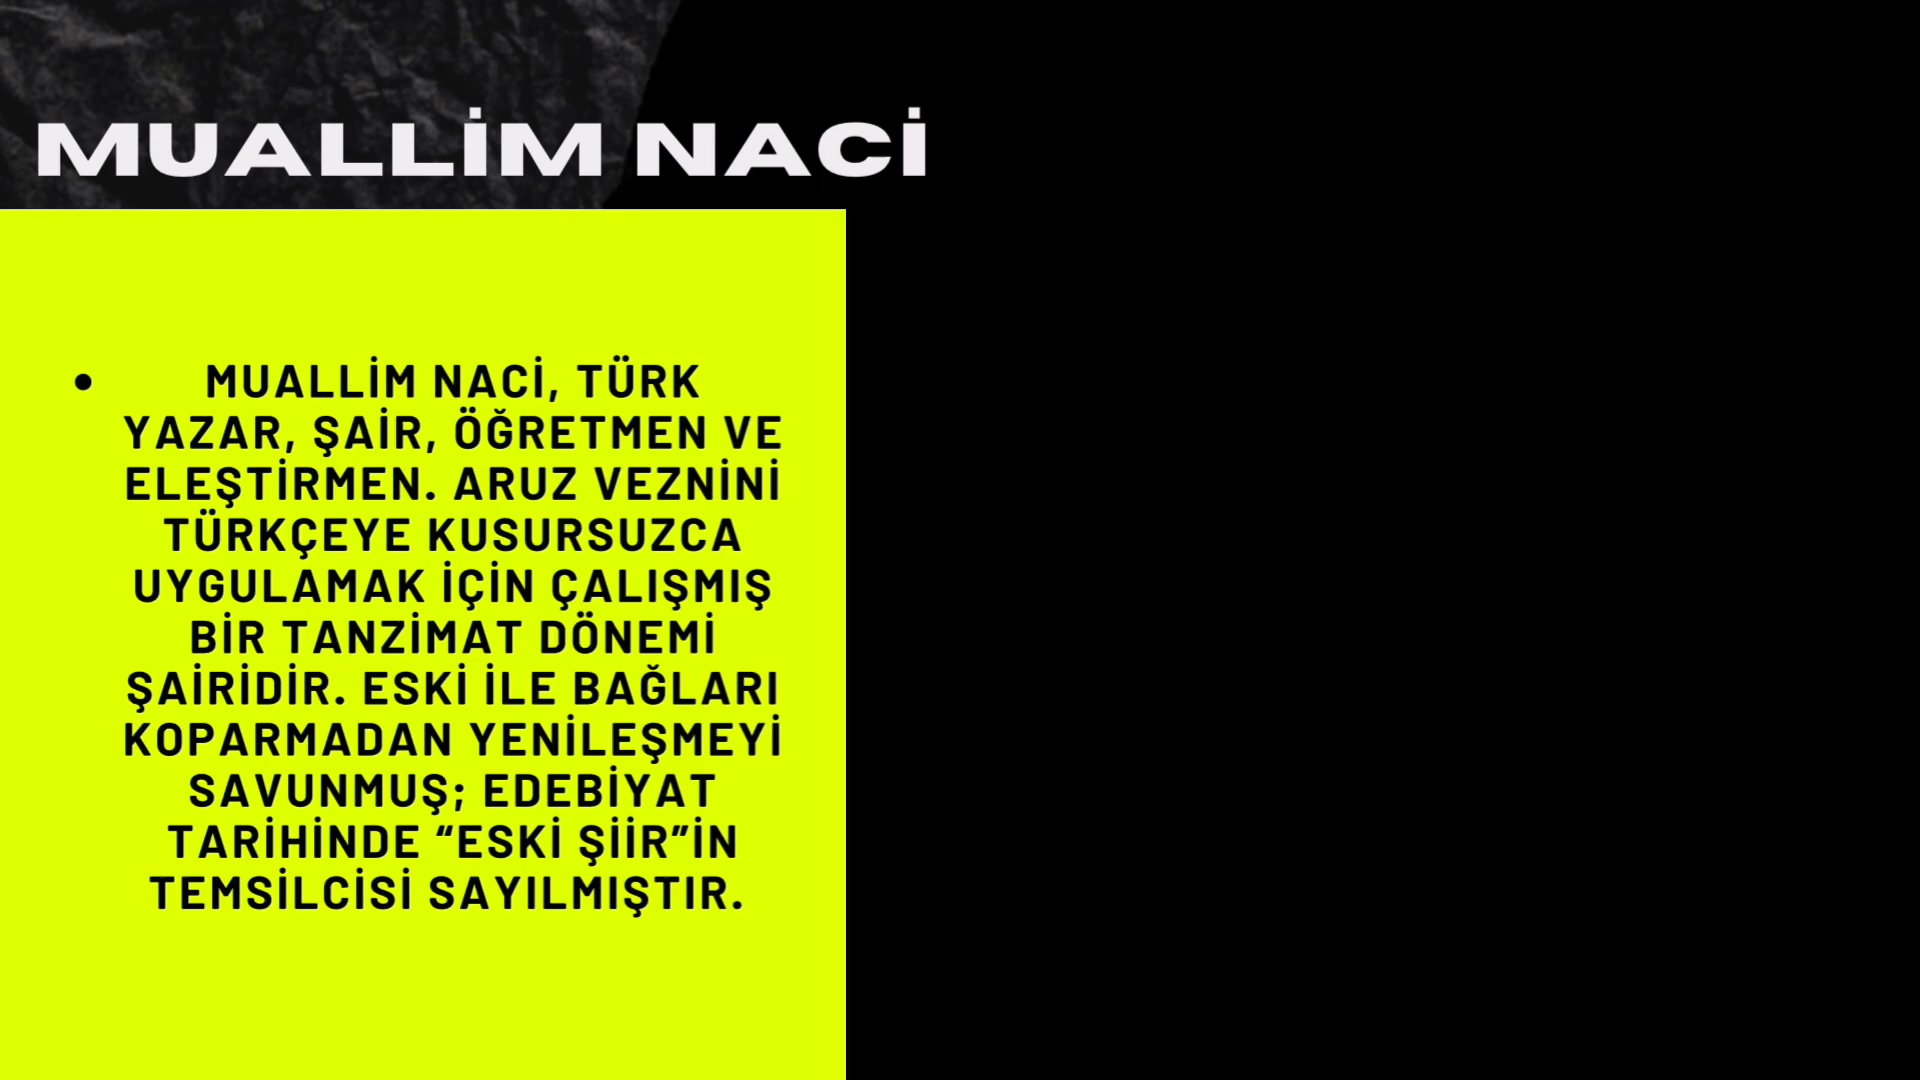 MUALLİM NACİ
• MUALLİM NACİ, TÜRK
YAZAR, ŞAİR, ÖĞRETMEN VE
ELEŞTİRMEN. ARUZ VEZNİNİ
TÜRKÇEYE KUSURSUZCA
UYGULAMAK İÇİN ÇALIŞMIŞ
BİR TANZİMAT DÖNEMİ
ŞAİRİDİR. ESKİ İLE BAĞLARI
KOPARMADAN YENİLEŞMEYİ
SAVUNMUŞ; EDEBİYAT
TARİHİNDE “ESKİ ŞİİR”İN
TEMSİLCİSİ SAYILMIŞTIR.